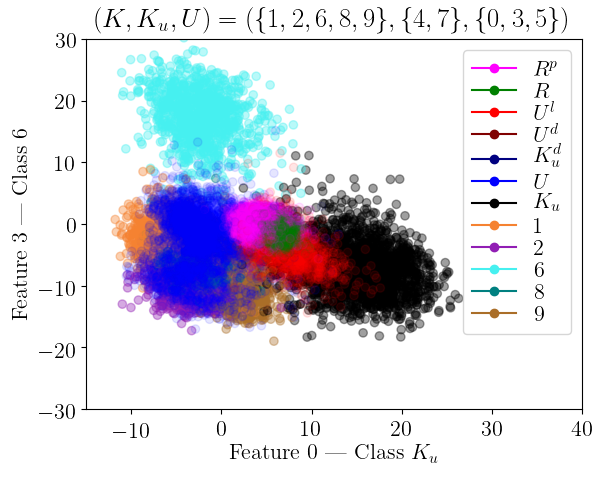 (K, K_u, U) = ({1, 2, 6, 8, 9}, {4, 7}, {0, 3, 5})
30
20
10
0
−10
−20
−30
−10
0
10
20
30
40
Feature 3 — Class 6
Feature 0 — Class K_u
R^p
R
U^l
U^d
K_u^d
U
K_u
1
2
6
8
9